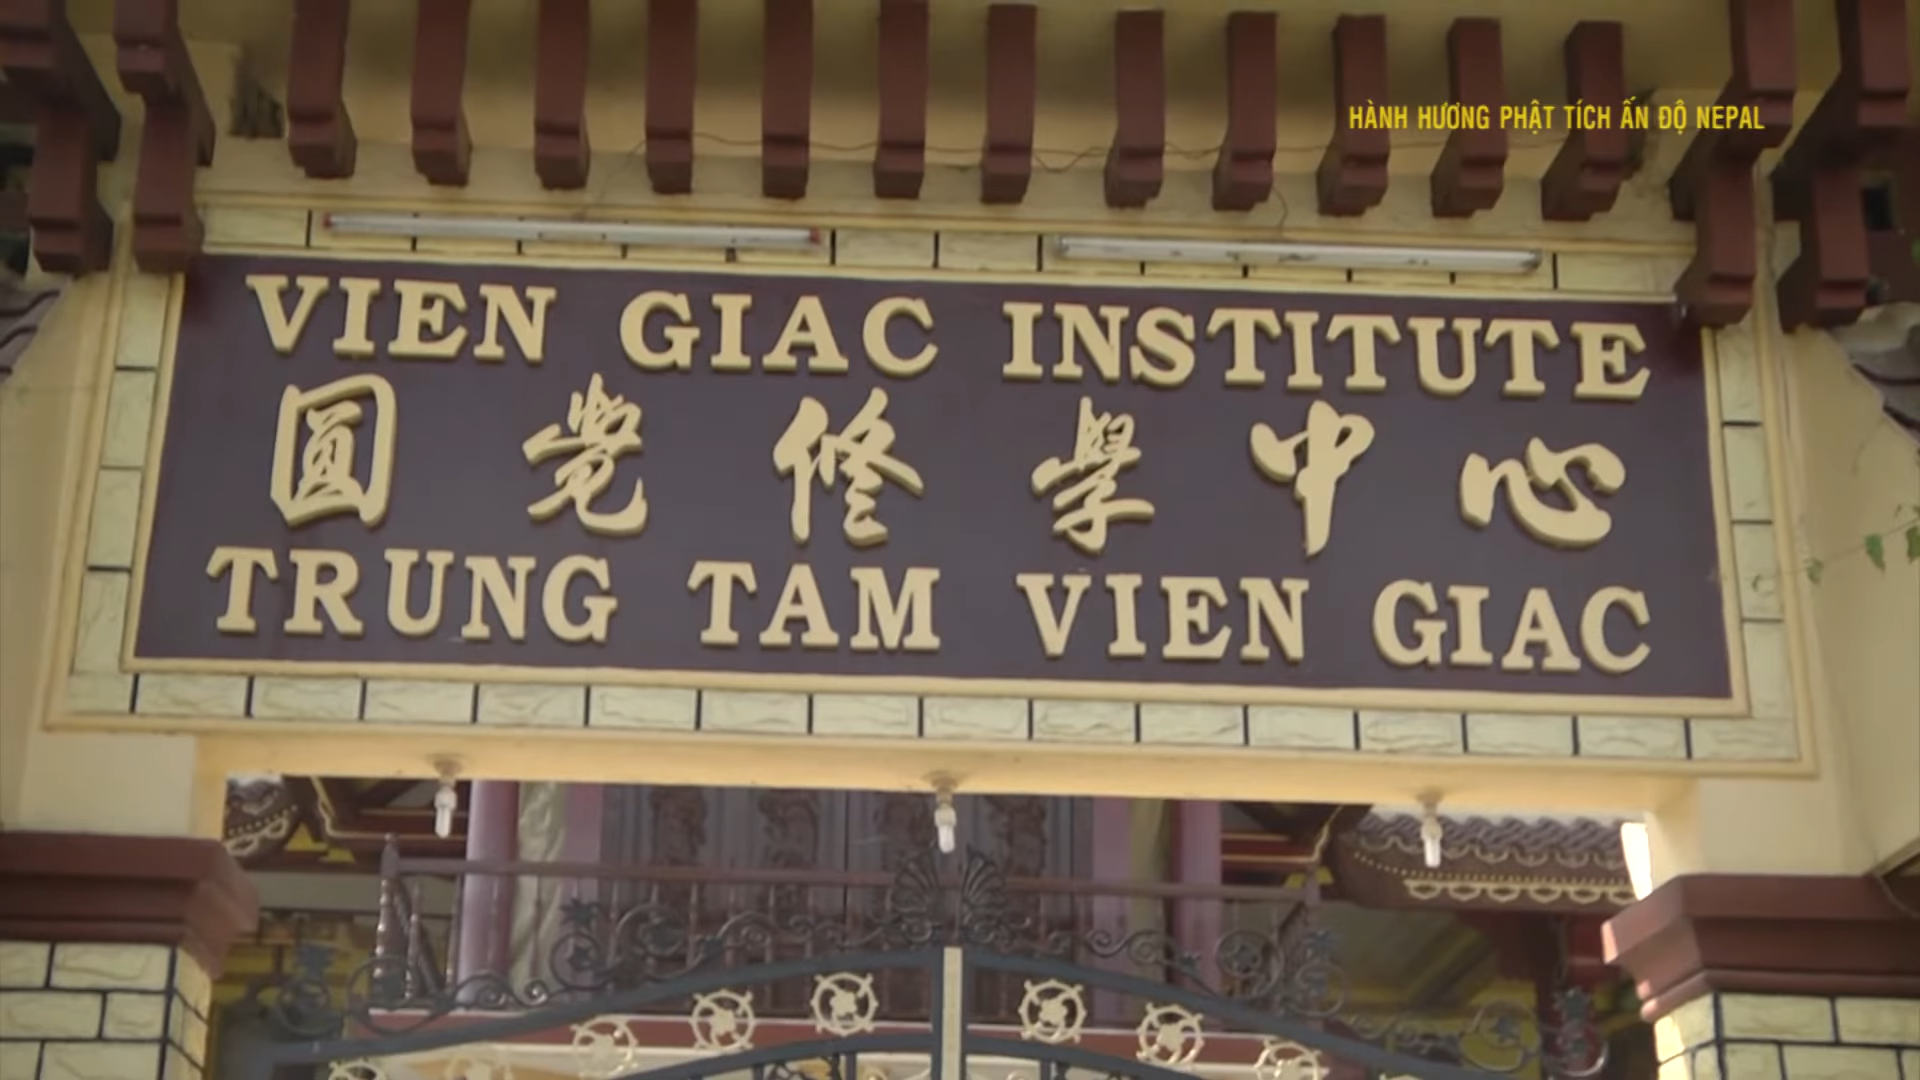 HÀNH HƯƠNG PHẬT TÍCH ẤN ĐỘ NEPAL
VIEN GIAC INSTITUTE
圓覺修學中心
TRUNG TAM VIEN GIAC